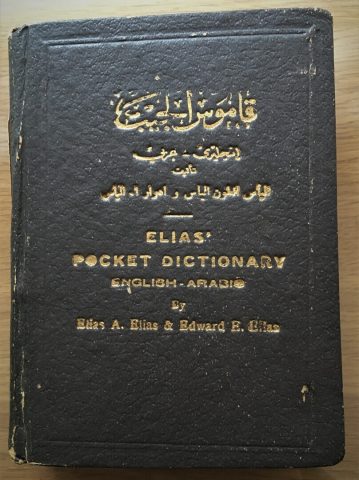 قاموس الجيب
إنجليزي - عربي
تأليف
الياس انطون الياس و ادوار ا. الياس
ELIAS'
POCKET DICTIONARY
ENGLISH-ARABIC
By
Elias A. Elias & Edward E. Elias